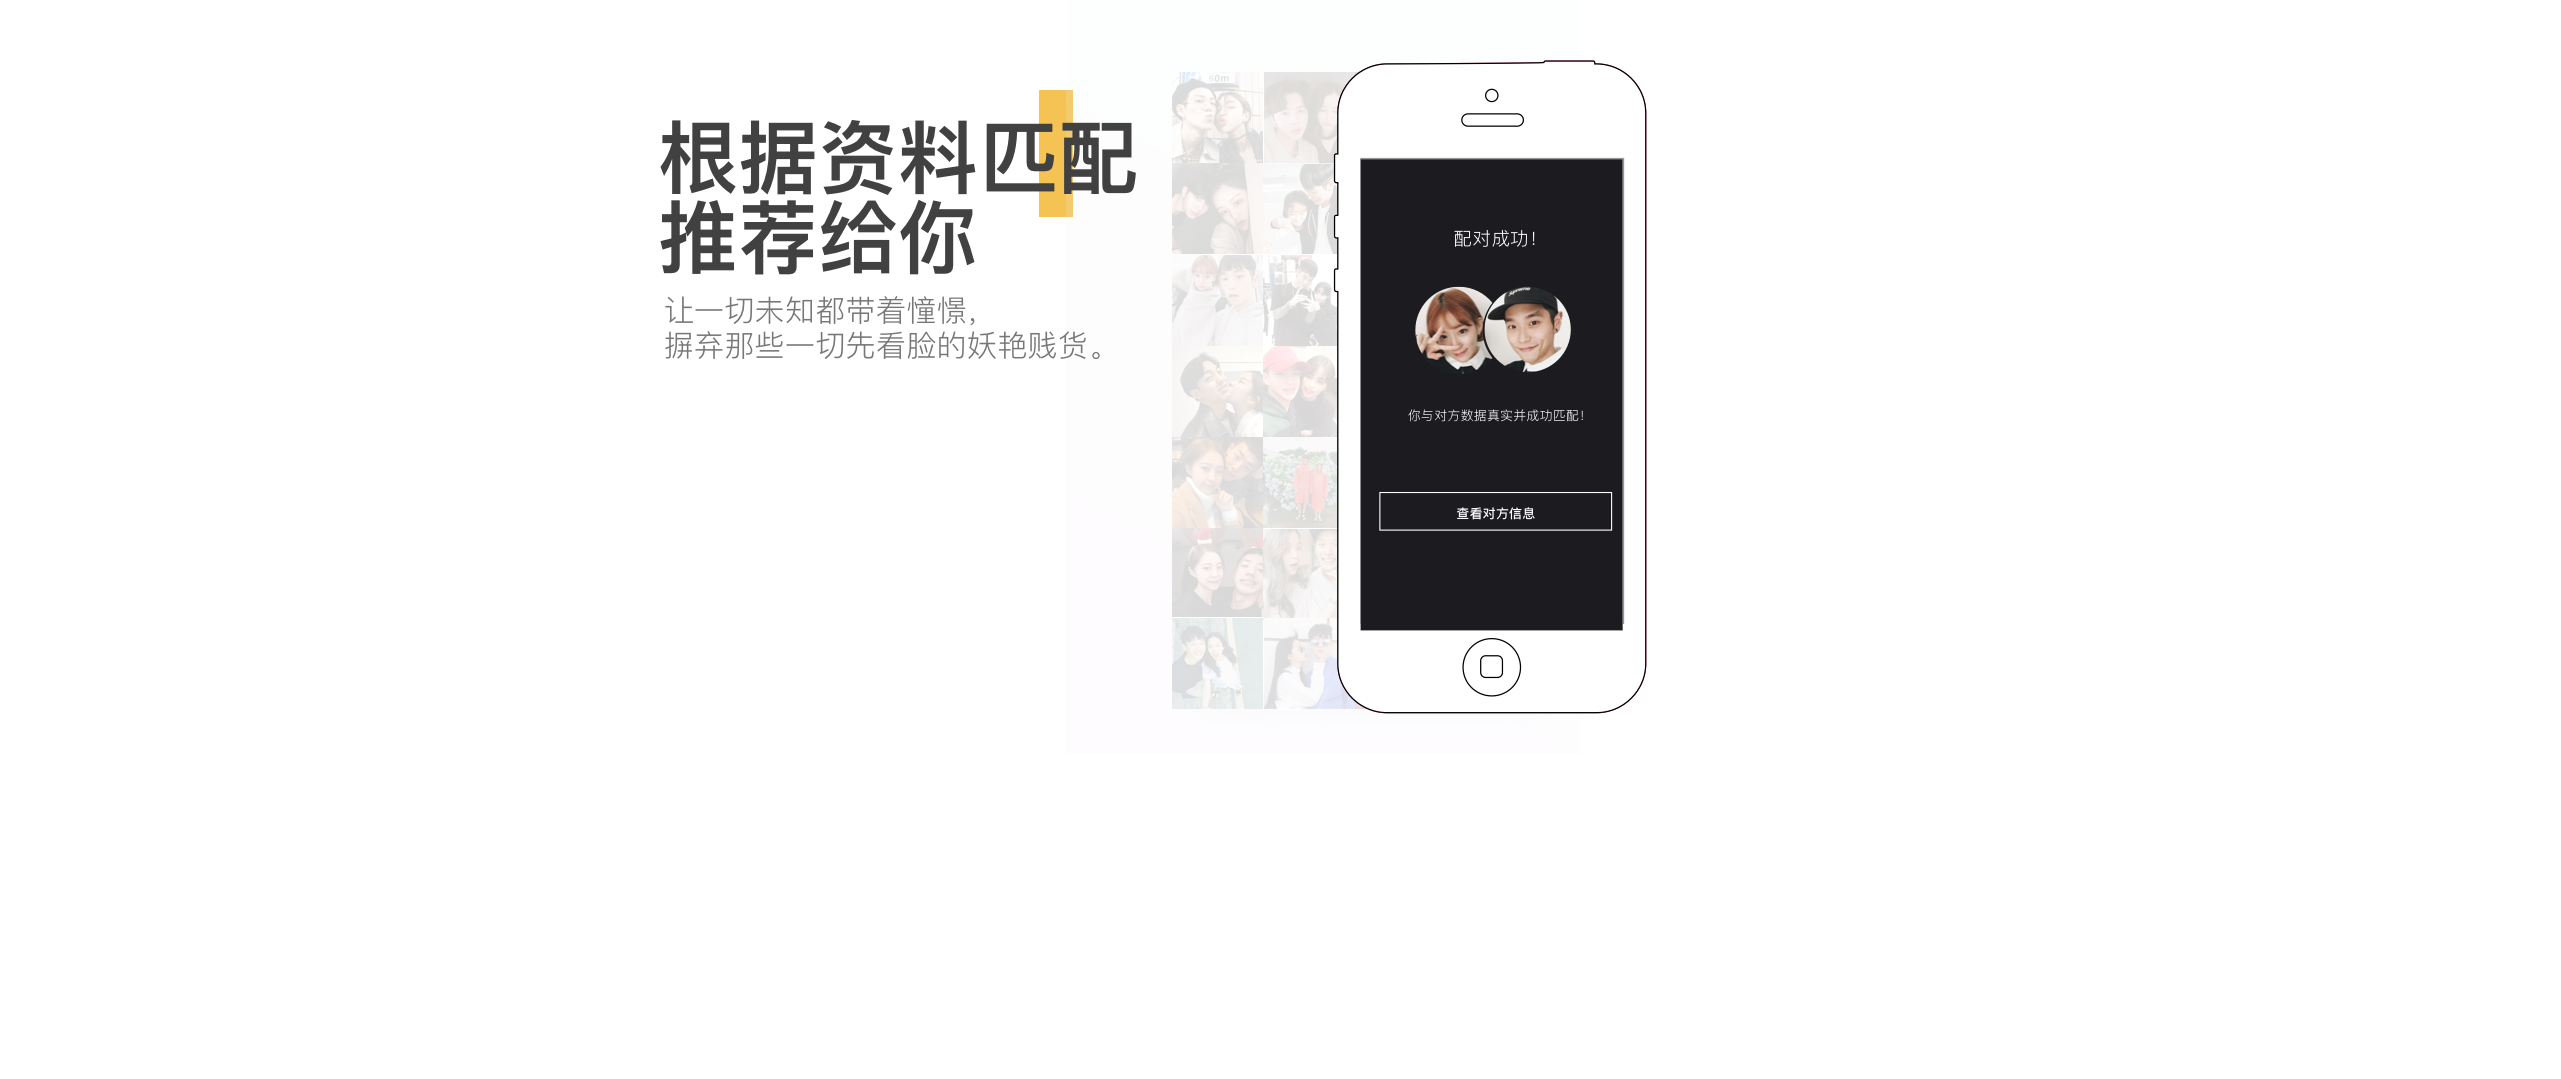 根据资料匹配
推荐给你
让一切未知都带着憧憬,
摒弃那些一切先看脸的妖艳贱货。
60m
配对成功!
你与对方数据真实并成功匹配!
查看对方信息